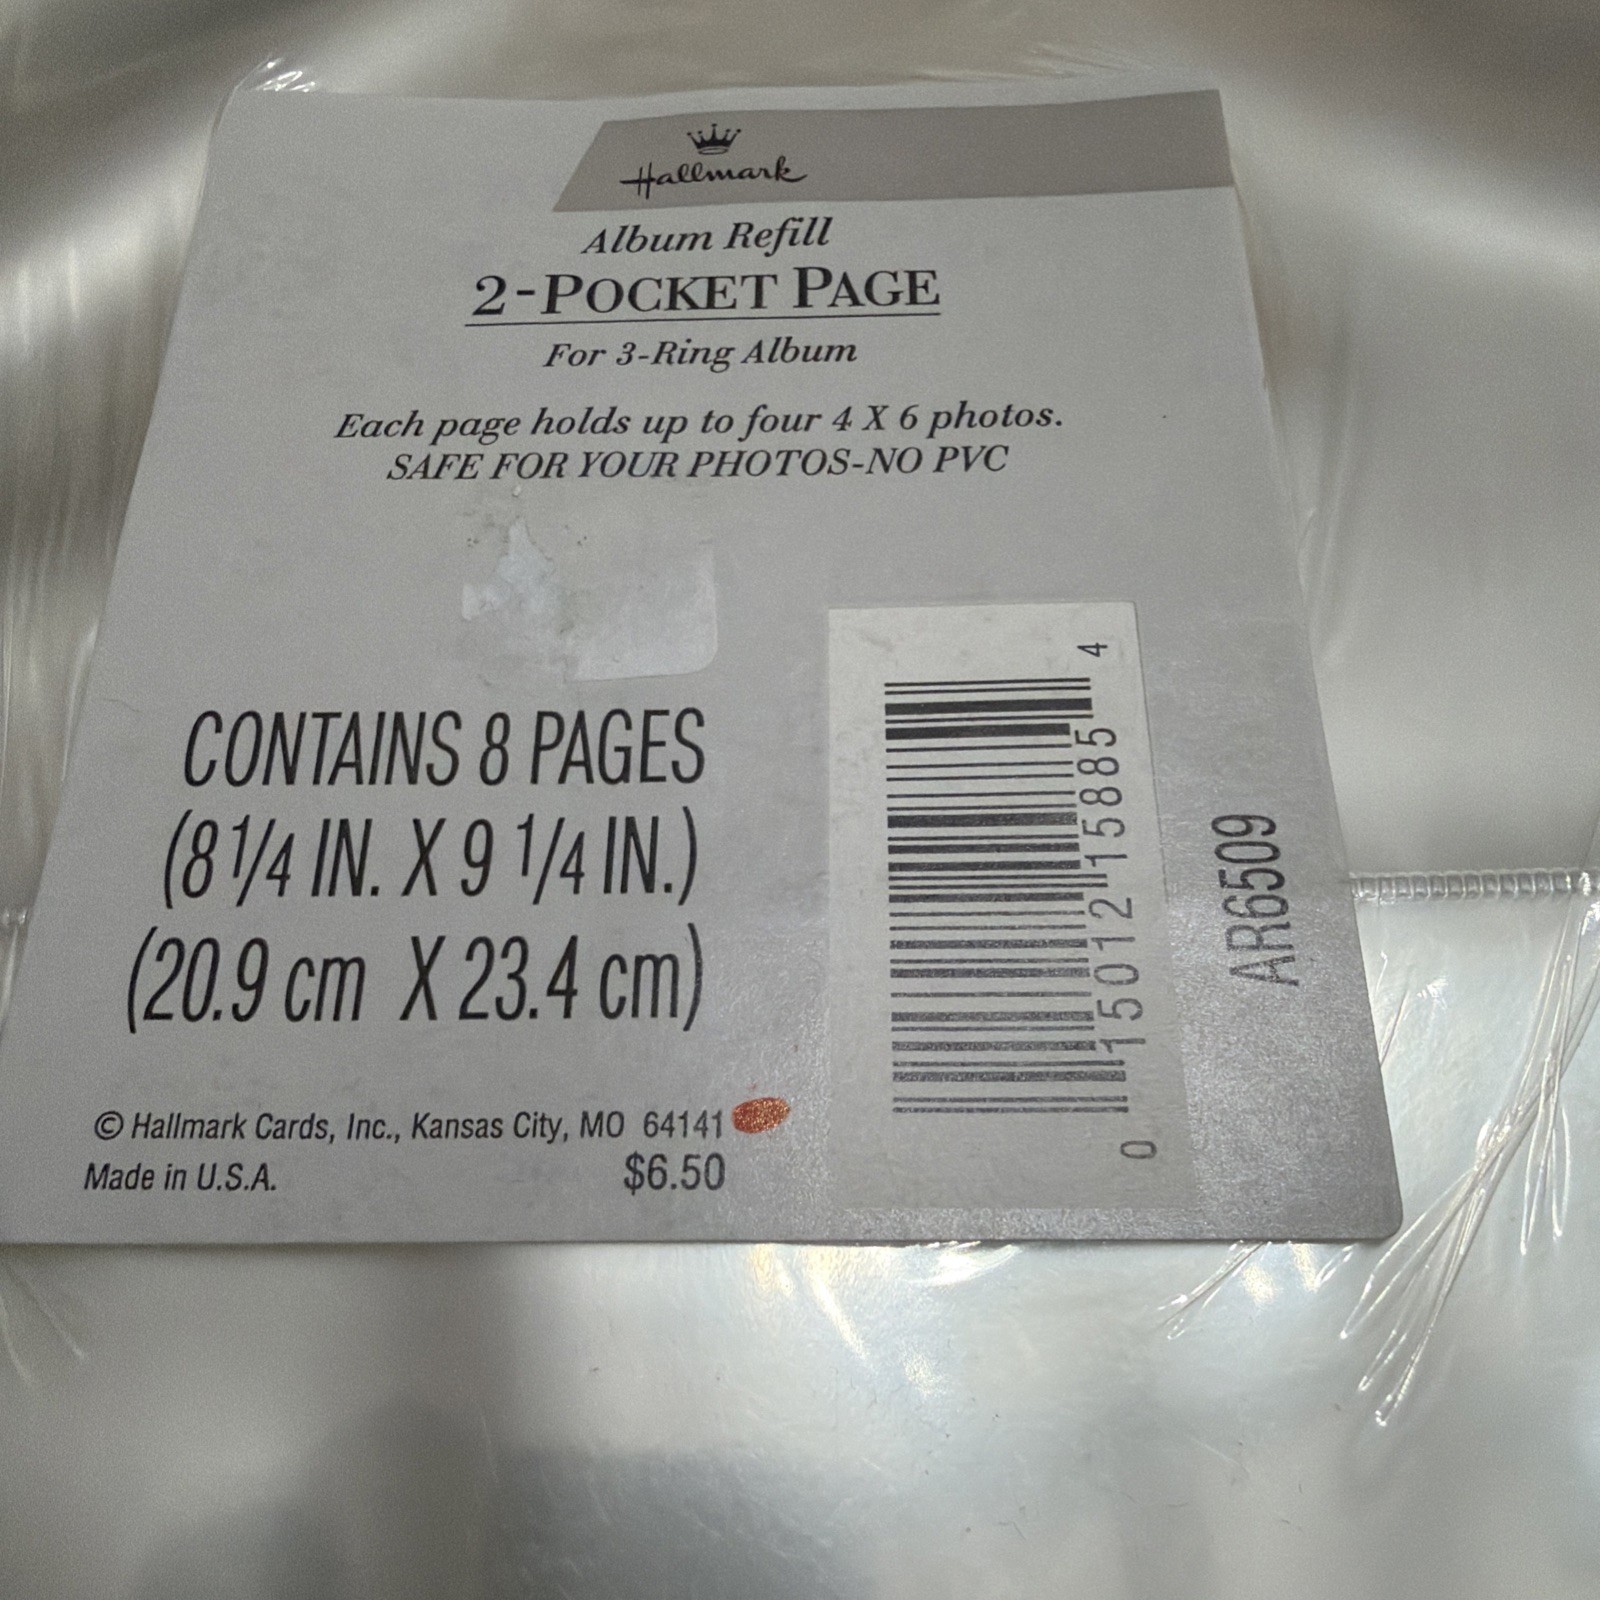 Hallmark
Album Refill
2-POCKET PAGE
For 3-Ring Album
Each page holds up to four 4 X 6 photos.
SAFE FOR YOUR PHOTOS-NO PVC
CONTAINS 8 PAGES
(8 1/4 IN. X 9 1/4 IN.)
(20.9 cm X 23.4 cm)
© Hallmark Cards, Inc., Kansas City, MO 64141
Made in U.S.A.
$6.50
0 15012 15885 4
AR6509